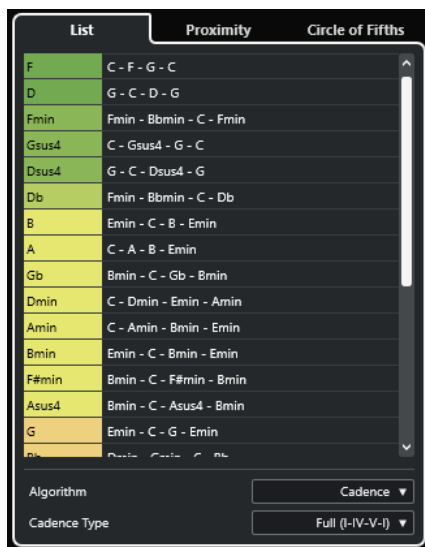 List Proximity Circle of Fifths
F C - F - G - C
D G - C - D - G
Fmin Fmin - Bbmin - C - Fmin
Gsus4 C - Gsus4 - G - C
Dsus4 G - C - Dsus4 - G
Db Fmin - Bbmin - C - Db
B Emin - C - B - Emin
A C - A - B - Emin
Gb Bmin - C - Gb - Bmin
Dmin C - Dmin - Emin - Amin
Amin C - Amin - Bmin - Emin
Bmin Emin - C - Bmin - Emin
F#min Bmin - C - F#min - Bmin
Asus4 Bmin - C - Asus4 - Bmin
G Emin - C - G - Emin
Algorithm Cadence
Cadence Type Full (I-IV-V-I)